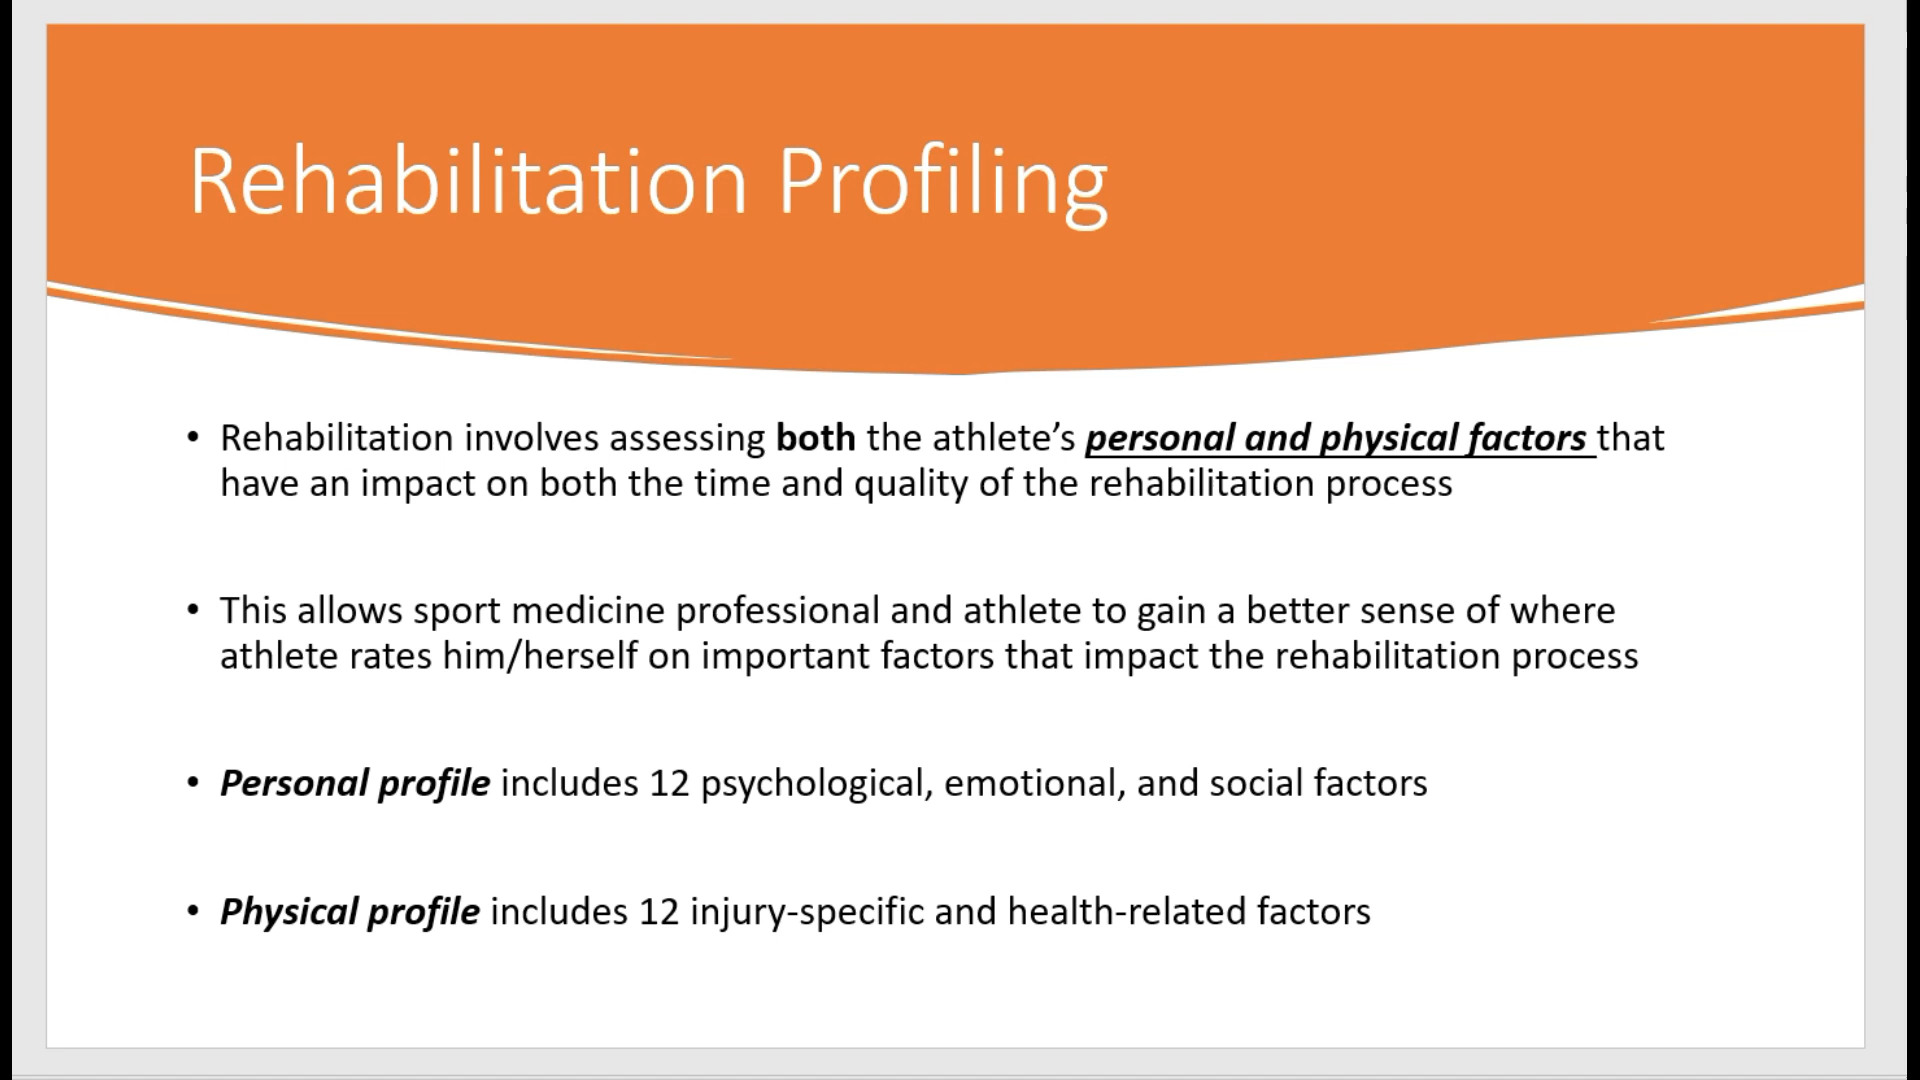 Rehabilitation Profiling
• Rehabilitation involves assessing both the athlete’s personal and physical factors that
have an impact on both the time and quality of the rehabilitation process
• This allows sport medicine professional and athlete to gain a better sense of where
athlete rates him/herself on important factors that impact the rehabilitation process
• Personal profile includes 12 psychological, emotional, and social factors
• Physical profile includes 12 injury-specific and health-related factors